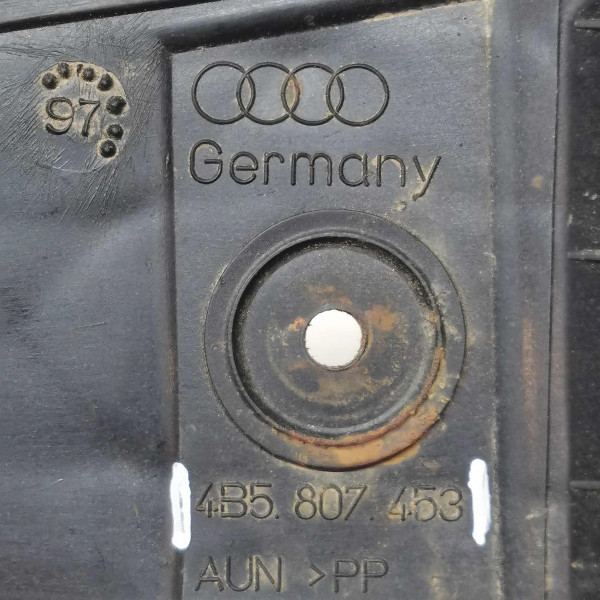 97
Germany
4B5. 807. 453
AUN >PP